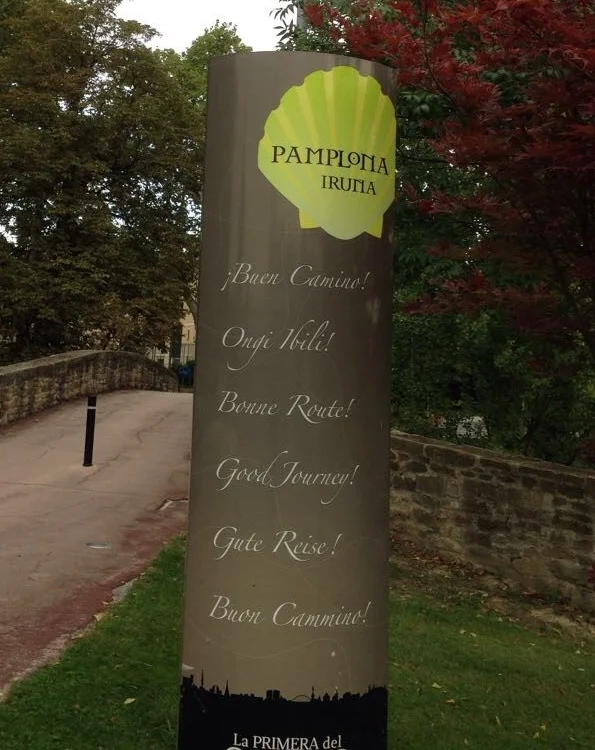 PAMPLONA
IRUÑA
¡Buen Camino!
Ongi Ibili!
Bonne Route!
Good Journey!
Gute Reise!
Buon Cammino!
La PRIMERA del